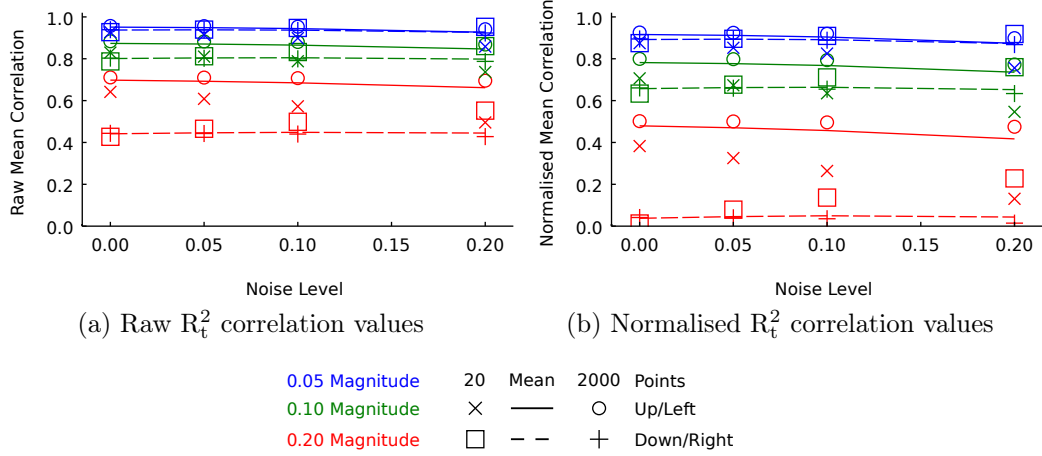 1.0
0.8
0.6
0.4
0.2
0.0
Raw Mean Correlation
0.00 0.05 0.10 0.15 0.20
Noise Level
(a) Raw R²ₜ correlation values
1.0
0.8
0.6
0.4
0.2
0.0
Normalised Mean Correlation
0.00 0.05 0.10 0.15 0.20
Noise Level
(b) Normalised R²ₜ correlation values
0.05 Magnitude 20 Mean 2000 Points
0.10 Magnitude Up/Left
0.20 Magnitude Down/Right